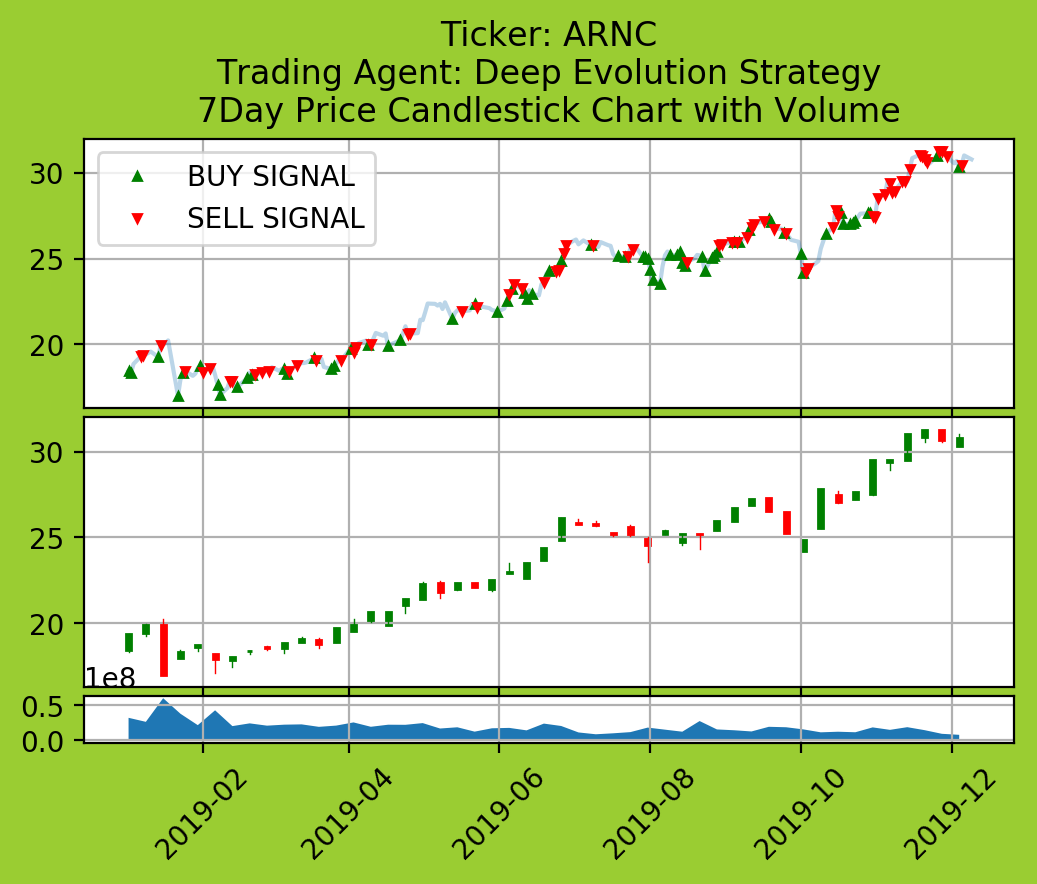 Ticker: ARNC
Trading Agent: Deep Evolution Strategy
7Day Price Candlestick Chart with Volume
BUY SIGNAL
SELL SIGNAL
30
25
20
30
25
20
1e8
0.5
0.0
2019-02
2019-04
2019-06
2019-08
2019-10
2019-12